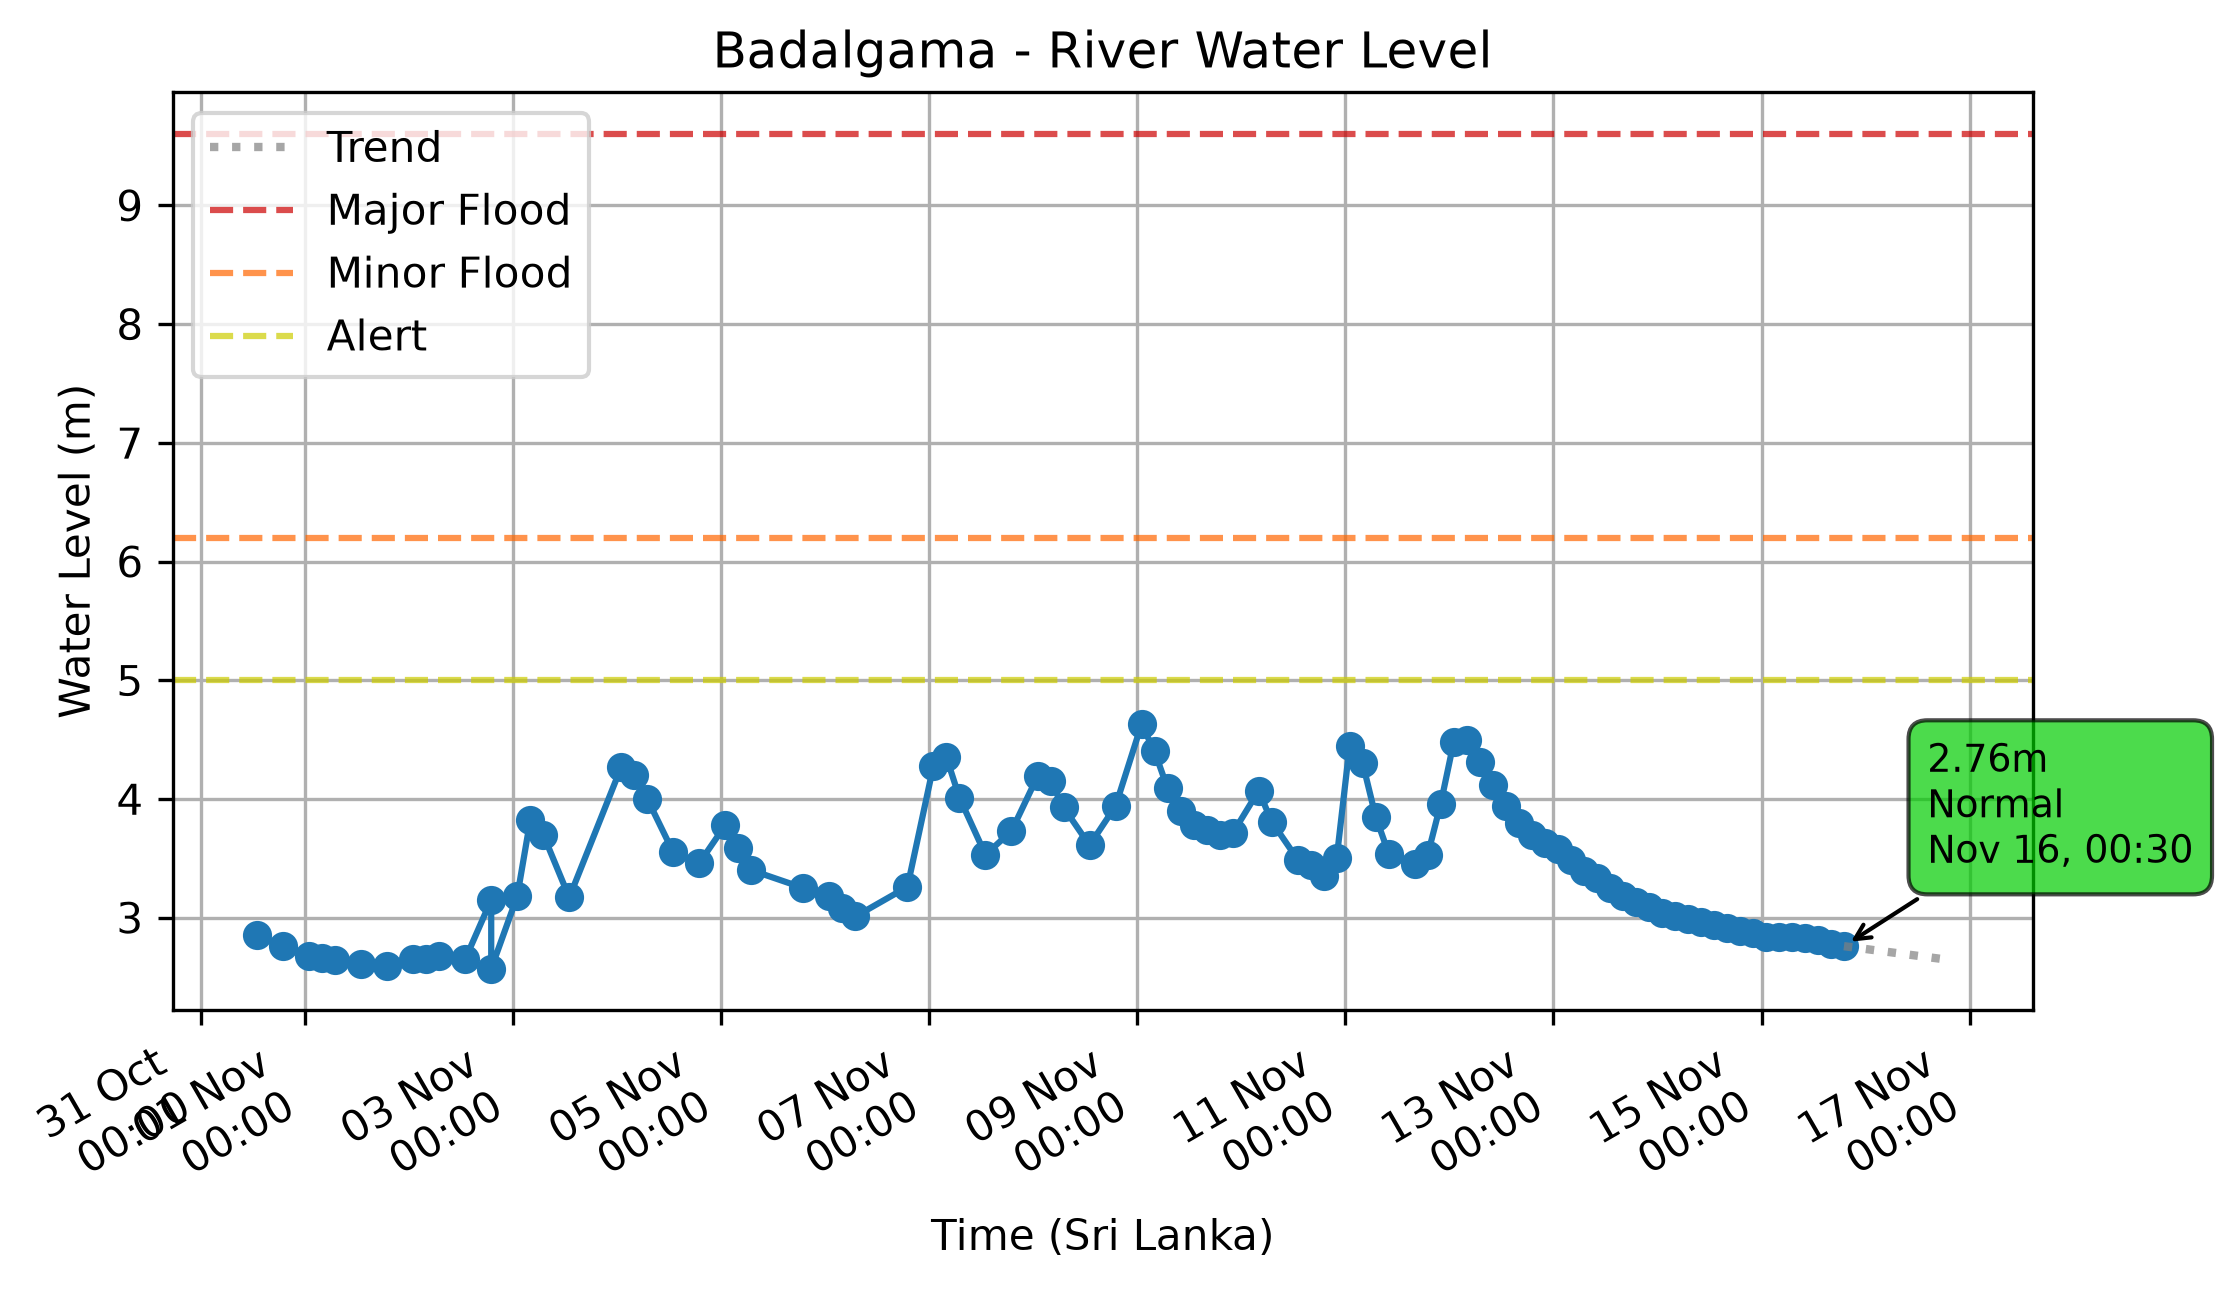 Badalgama - River Water Level
Trend
Major Flood
Minor Flood
Alert
9
8
7
6
5
4
3
Water Level (m)
2.76m
Normal
Nov 16, 00:30
31 Oct
00:00
01 Nov
00:00
03 Nov
00:00
05 Nov
00:00
07 Nov
00:00
09 Nov
00:00
11 Nov
00:00
13 Nov
00:00
15 Nov
00:00
17 Nov
00:00
Time (Sri Lanka)